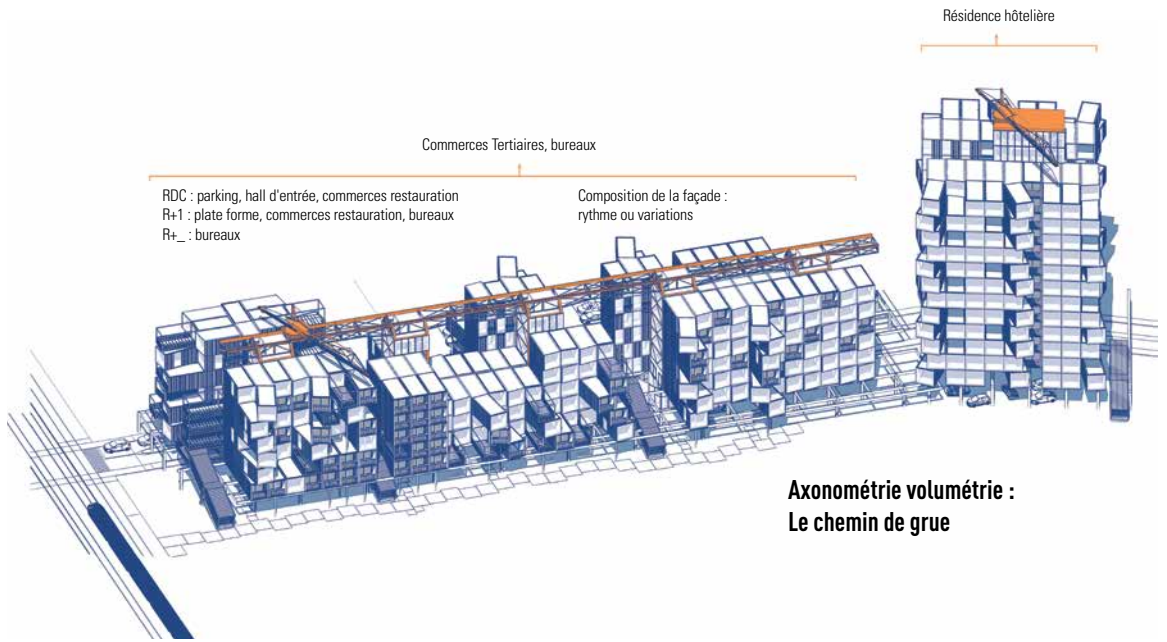 Résidence hôtelière
Commerces Tertiaires, bureaux
RDC : parking, hall d'entrée, commerces restauration
R+1 : plate forme, commerces restauration, bureaux
R+_ : bureaux
Composition de la façade :
rythme ou variations
Axonométrie volumétrie :
Le chemin de grue